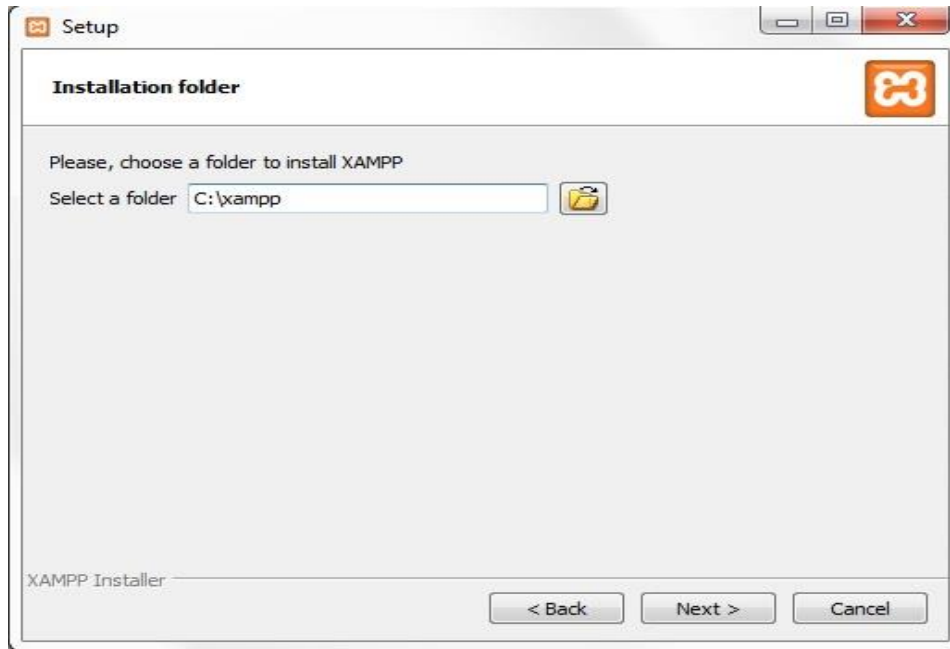 Setup
Installation folder
Please, choose a folder to install XAMPP
Select a folder C:\xampp
XAMPP Installer
< Back Next > Cancel